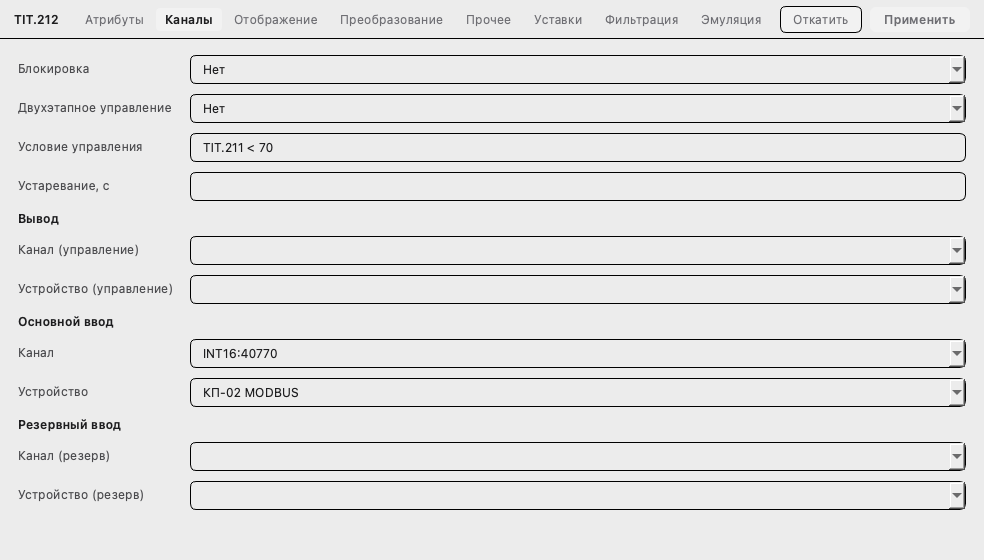 TIT.212 Атрибуты Каналы Отображение Преобразование Прочее Уставки Фильтрация Эмуляция Откатить Применить
Блокировка Нет
Двухэтапное управление Нет
Условие управления TIT.211 < 70
Устаревание, с
Вывод
Канал (управление)
Устройство (управление)
Основной ввод
Канал INT16:40770
Устройство КП-02 MODBUS
Резервный ввод
Канал (резерв)
Устройство (резерв)